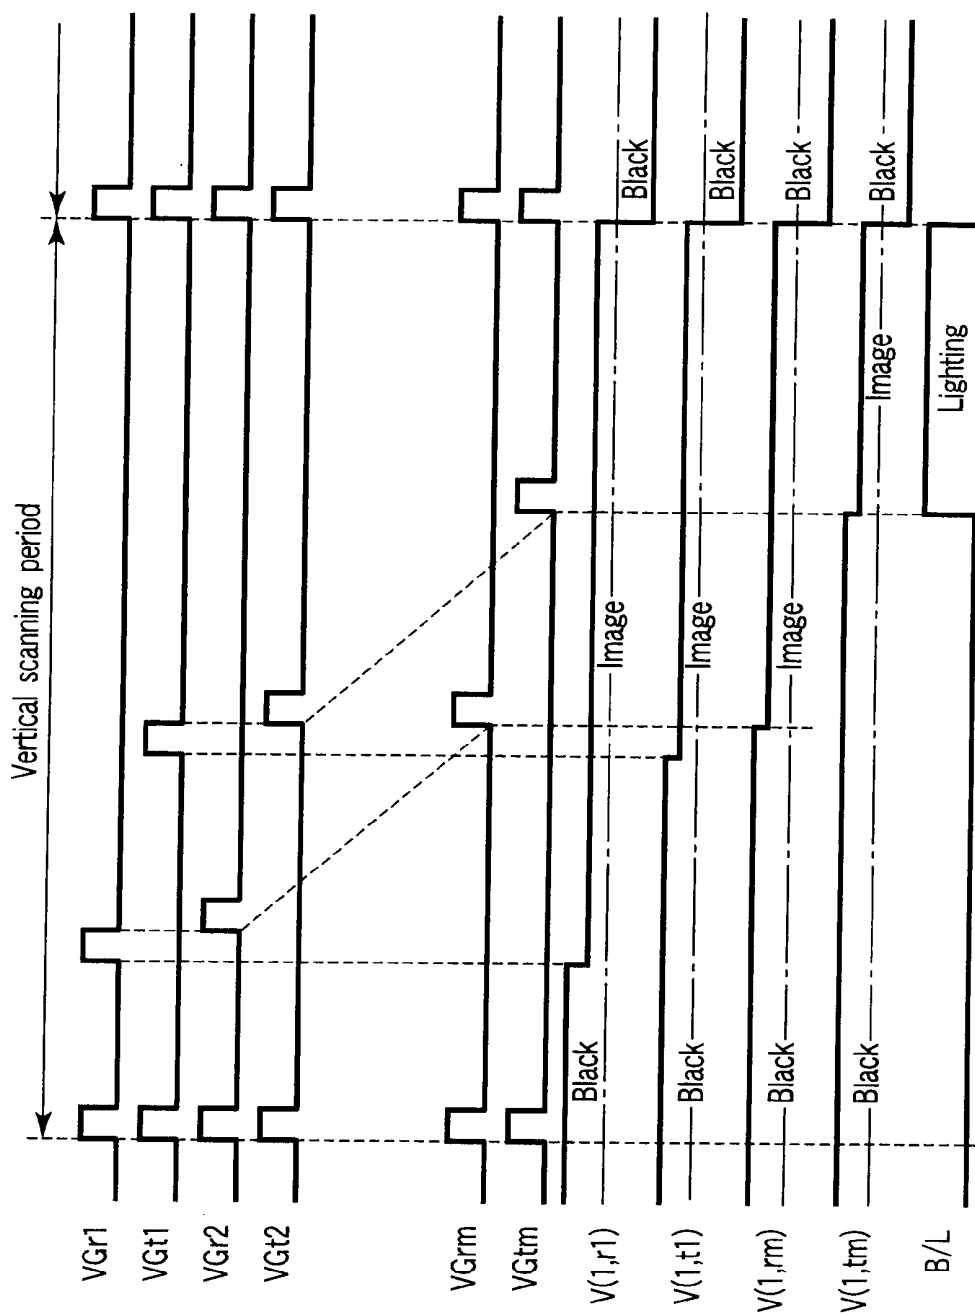 Vertical scanning period
VGr1
VGt1
VGr2
VGt2
VGrm
VGtm
V(1,r1) Black Image Black
V(1,t1) Black Image Black
V(1,rm) Black Image Black
V(1,tm) Black Image Black
B/L Lighting